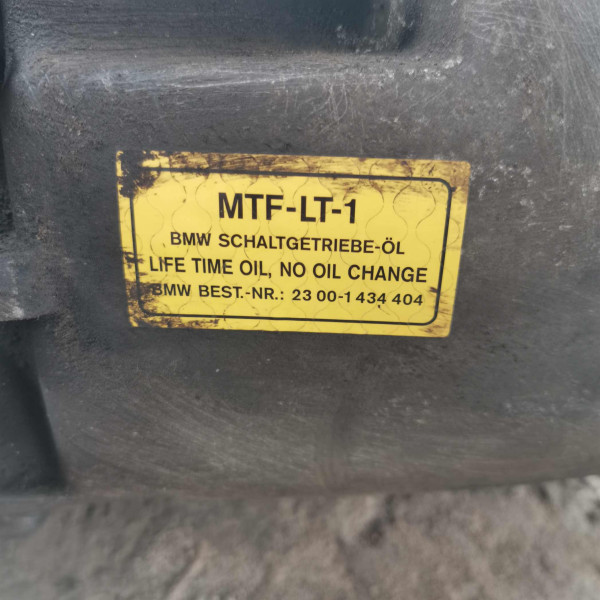 MTF-LT-1
BMW SCHALTGETRIEBE-ÖL
LIFE TIME OIL, NO OIL CHANGE
BMW BEST.-NR.: 23 00-1 434 404